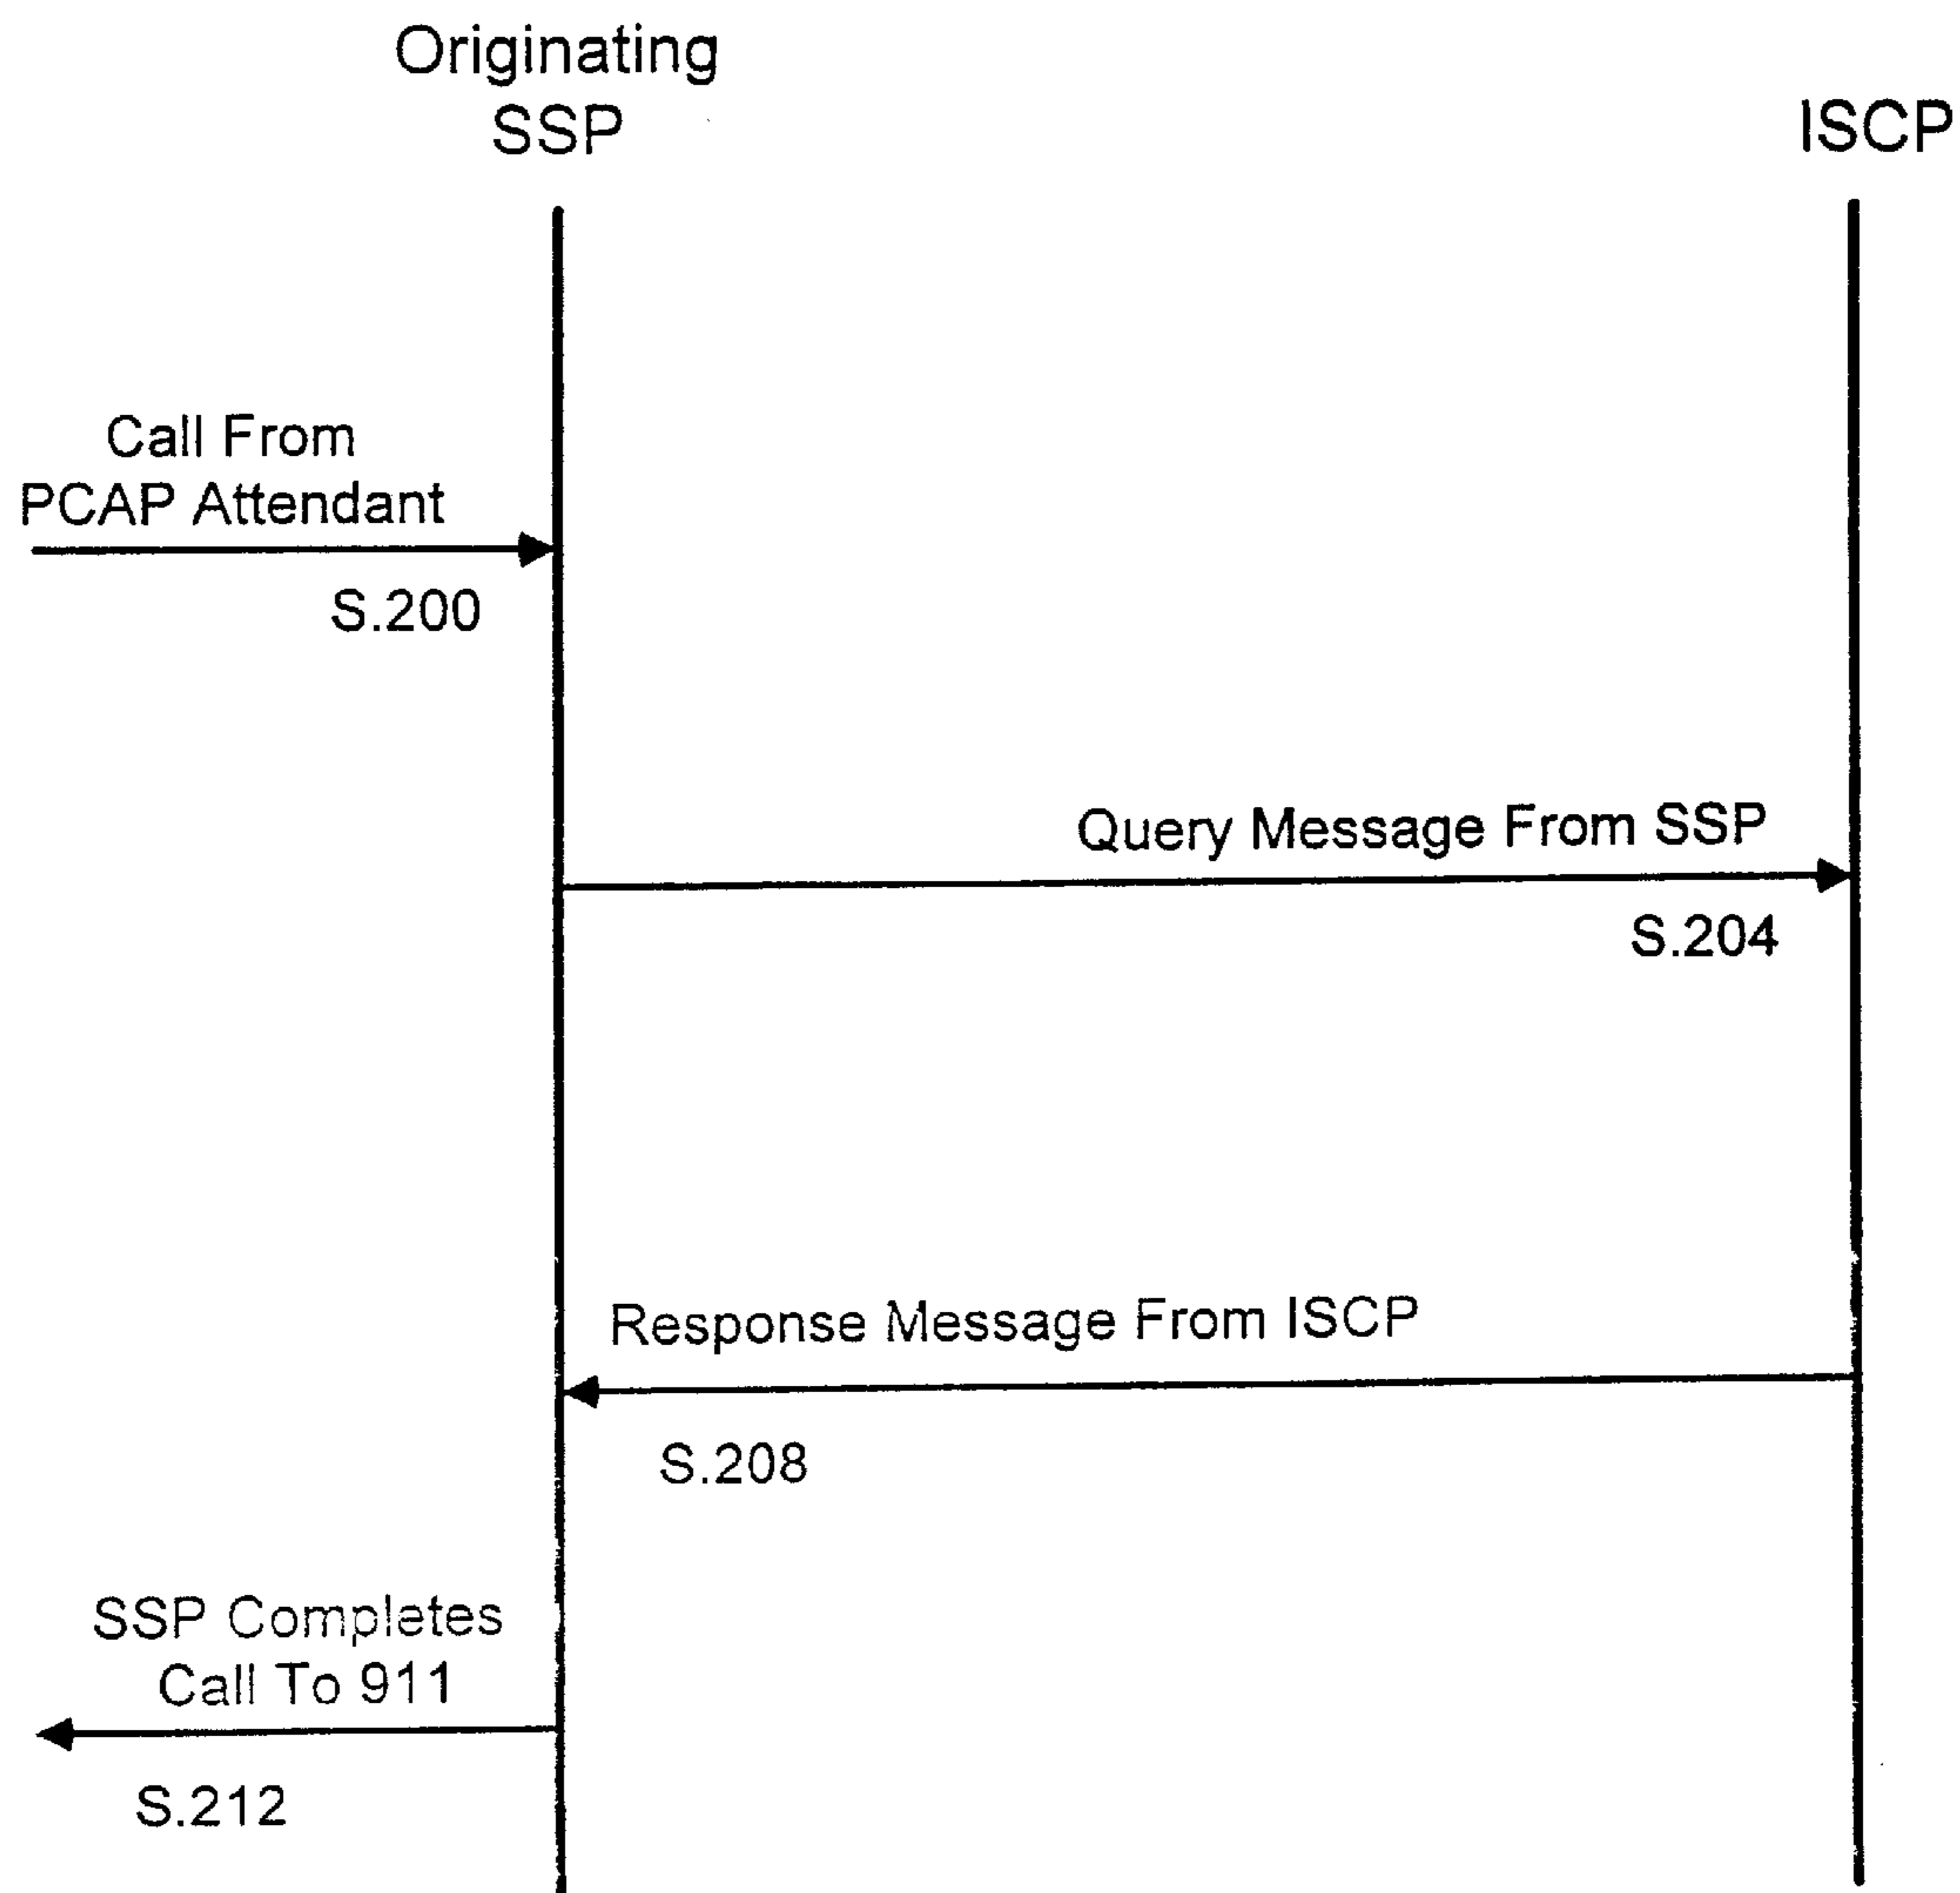 Originating
SSP
ISCP
Call From
PCAP Attendant
S.200
Query Message From SSP
S.204
Response Message From ISCP
S.208
SSP Completes
Call To 911
S.212